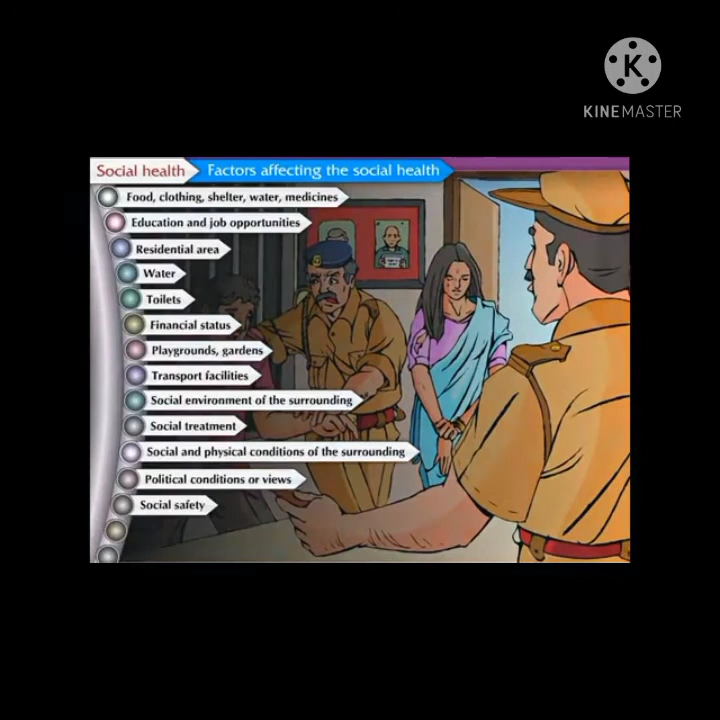 K
KINEMASTER
Social health
Factors affecting the social health
Food, clothing, shelter, water, medicines
Education and job opportunities
Residential area
Water
Toilets
Financial status
Playgrounds, gardens
Transport facilities
Social environment of the surrounding
Social treatment
Social and physical conditions of the surrounding
Political conditions or views
Social safety